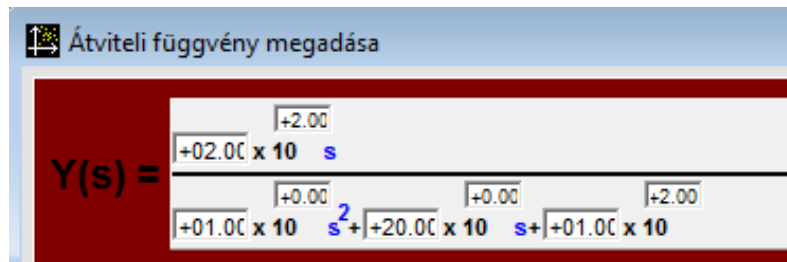 Átviteli függvény megadása
+2.00
+02.00 x 10 s
Y(s) =
+0.00 +0.00 +2.00
+01.00 x 10 s2+ +20.00 x 10 s+ +01.00 x 10